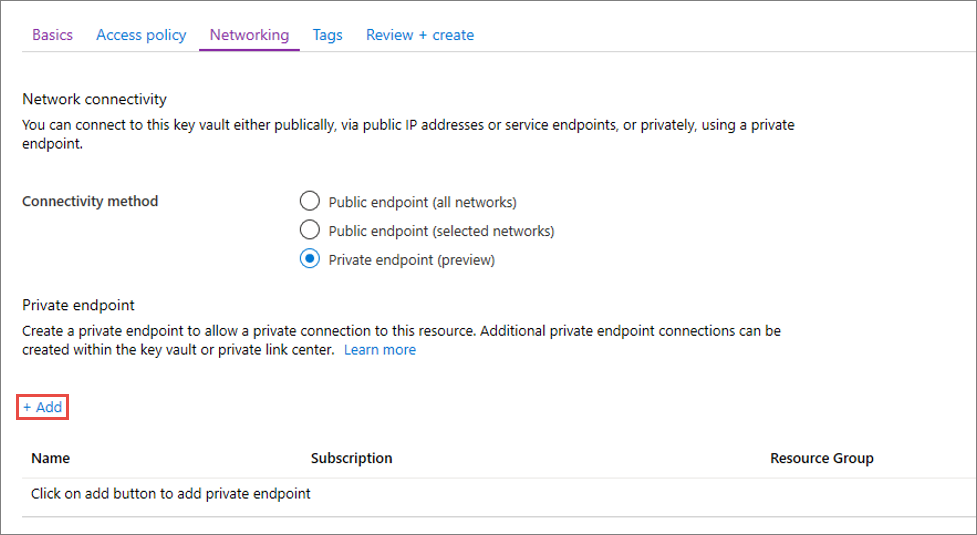 Basics Access policy Networking Tags Review + create
Network connectivity
You can connect to this key vault either publically, via public IP addresses or service endpoints, or privately, using a private
endpoint.
Connectivity method
Public endpoint (all networks)
Public endpoint (selected networks)
Private endpoint (preview)
Private endpoint
Create a private endpoint to allow a private connection to this resource. Additional private endpoint connections can be
created within the key vault or private link center. Learn more
+ Add
Name Subscription Resource Group
Click on add button to add private endpoint